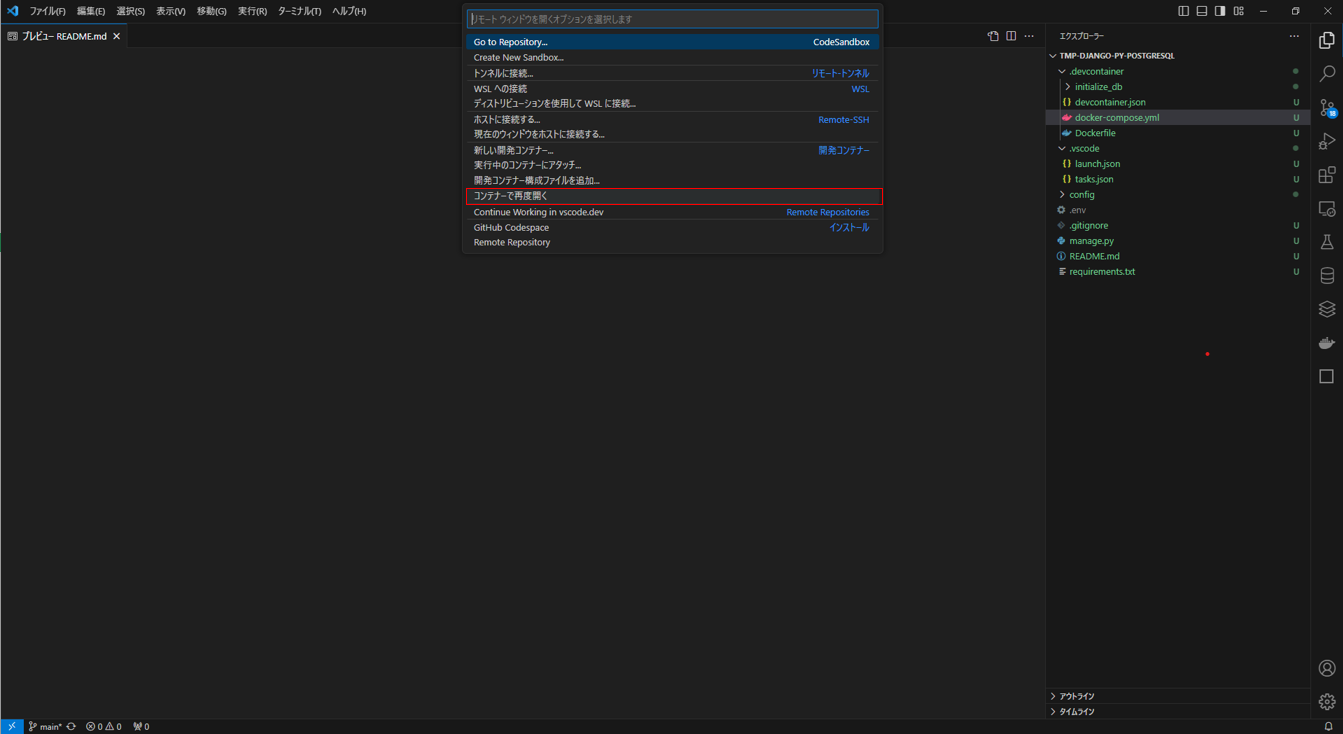 ファイル(F) 編集(E) 選択(S) 表示(V) 移動(G) 実行(R) ターミナル(T) ヘルプ(H)
プレビュー README.md
リモート ウィンドウを開くオプションを選択します
Go to Repository... CodeSandbox
Create New Sandbox...
トンネルに接続... リモート-トンネル
WSL への接続 WSL
ディストリビューションを使用して WSL に接続...
ホストに接続する... Remote-SSH
現在のウィンドウをホストに接続する...
新しい開発コンテナー... 開発コンテナー
実行中のコンテナーにアタッチ...
開発コンテナー構成ファイルを追加...
コンテナーで再度開く
Continue Working in vscode.dev Remote Repositories
GitHub Codespace インストール
Remote Repository
エクスプローラー
TMP-DJANGO-PY-POSTGRESQL
.devcontainer
initialize_db
devcontainer.json U
docker-compose.yml U
Dockerfile U
.vscode
launch.json U
tasks.json U
config
.env
.gitignore U
manage.py U
README.md U
requirements.txt U
18
アウトライン
タイムライン
main* 0 0 0